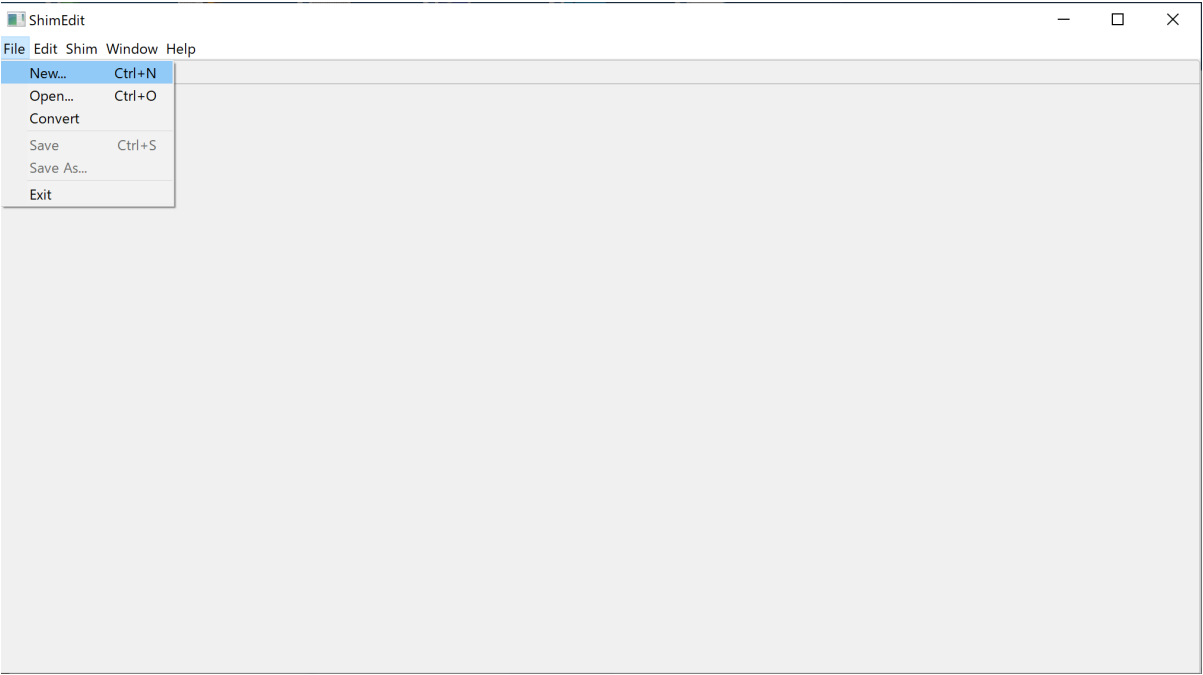 ShimEdit
File Edit Shim Window Help
New... Ctrl+N
Open... Ctrl+O
Convert
Save Ctrl+S
Save As...
Exit